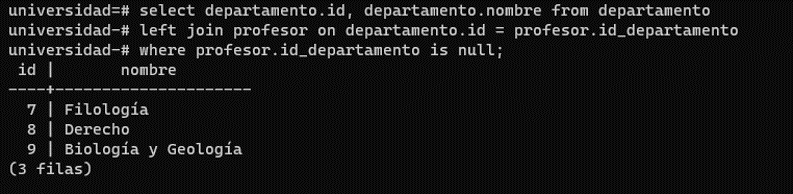 universidad=# select departamento.id, departamento.nombre from departamento
universidad-# left join profesor on departamento.id = profesor.id_departamento
universidad-# where profesor.id_departamento is null;
 id |       nombre
----+---------------------
  7 | Filología
  8 | Derecho
  9 | Biología y Geología
(3 filas)